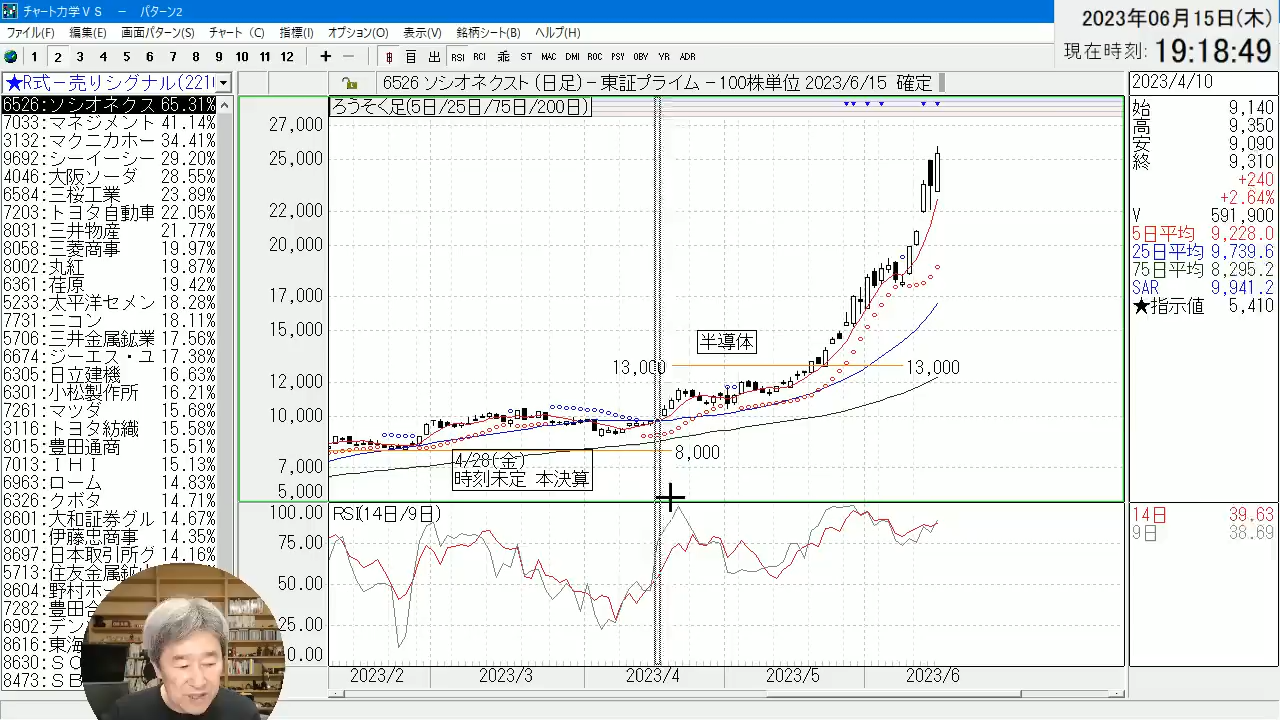 チャート力学VS － パターン2
2023年06月15日(木)
現在時刻: 19:18:49
ファイル(F) 編集(E) 画面パターン(S) チャート (C) 指標(I) オプション(O) 表示(V) 銘柄シート(B) ヘルプ(H)
1 2 3 4 5 6 7 8 9 10 11 12 + － 日 出 RSI RCI 乖 ST MAC DMI ROC PSY OBV YR ADR
★R式－売りシグナル(221(
6526 ソシオネクスト (日足)－東証プライム－100株単位 2023/6/15 確定
2023/4/10
6526:ソシオネクス 65.31%
7033:マネジメント 41.14%
3132:マクニカホー 34.41%
9692:シーイーシー 29.20%
4046:大阪ソーダ 28.55%
6584:三桜工業 23.89%
7203:トヨタ自動車 22.05%
8031:三井物産 21.77%
8058:三菱商事 19.97%
8002:丸紅 19.87%
6361:荏原 19.42%
5233:太平洋セメン 18.28%
7731:ニコン 18.11%
5706:三井金属鉱業 17.56%
6674:ジーエス・ユ 17.38%
6305:日立建機 16.63%
6301:小松製作所 16.21%
7261:マツダ 15.68%
3116:トヨタ紡織 15.58%
8015:豊田通商 15.51%
7013:ＩＨＩ 15.13%
6963:ローム 14.83%
6326:クボタ 14.71%
8601:大和証券グル 14.67%
8001:伊藤忠商事 14.35%
8697:日本取引所グ 14.16%
5713:住友金属鉱
8604:野村ホー
7282:豊田合
6902:デン
8616:東海
8630:ＳＯ
8473:ＳＢ
ろうそく足(5日/25日/75日/200日)
27,000
25,000
22,000
20,000
17,000
15,000
12,000
10,000
7,000
5,000
半導体
13,000
13,000
8,000
4/28(金)
時刻未定 本決算
RSI(14日/9日)
100.00
75.00
50.00
25.00
0.00
2023/2 2023/3 2023/4 2023/5 202
始 9,140
高 9,350
安 9,090
終 9,310
+240
+2.64%
V 591,900
5日平均 9,228.0
25日平均 9,739.6
75日平均 8,295.2
SAR 9,941.2
★指示値 5,410
14日 39.63
9日 38.69